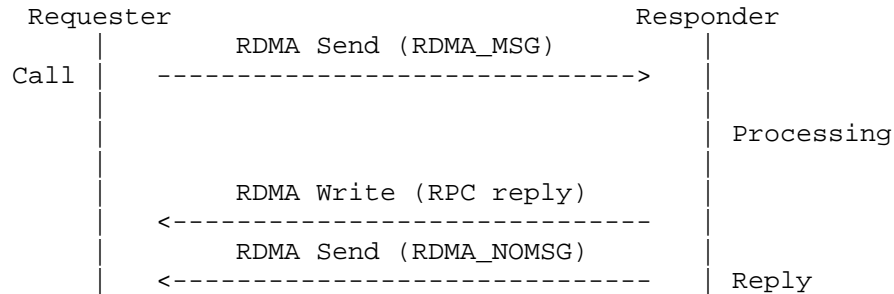 Requester Responder
RDMA Send (RDMA_MSG)
Call ------------------------------>
Processing
RDMA Write (RPC reply)
<------------------------------
RDMA Send (RDMA_NOMSG)
<------------------------------ Reply